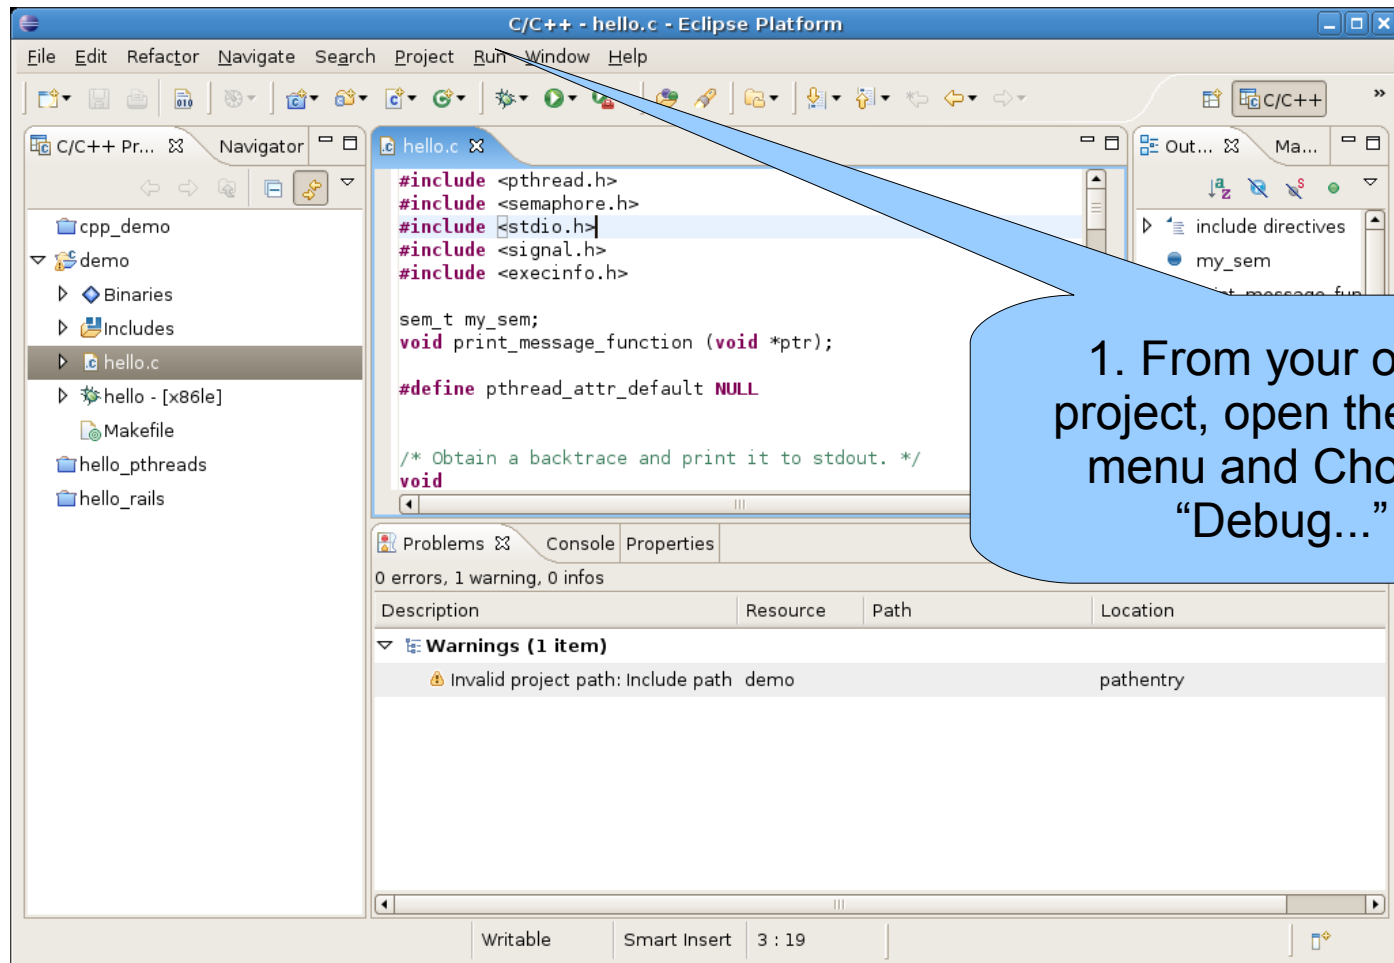 C/C++ - hello.c - Eclipse Platform
File Edit Refactor Navigate Search Project Run Window Help
C/C++ »
C/C++ Pr... Navigator
hello.c
Out... Ma...
cpp_demo
demo
Binaries
Includes
hello.c
hello - [x86le]
Makefile
hello_pthreads
hello_rails
#include <pthread.h>
#include <semaphore.h>
#include <stdio.h>
#include <signal.h>
#include <execinfo.h>
sem_t my_sem;
void print_message_function (void *ptr);
#define pthread_attr_default NULL
/* Obtain a backtrace and print it to stdout. */
void
include directives
my_sem
1. From your
project, open
menu and
“Debug...”
Problems Console Properties
0 errors, 1 warning, 0 infos
Description Resource Path Location
Warnings (1 item)
Invalid project path: Include path demo pathentry
Writable Smart Insert 3 : 19